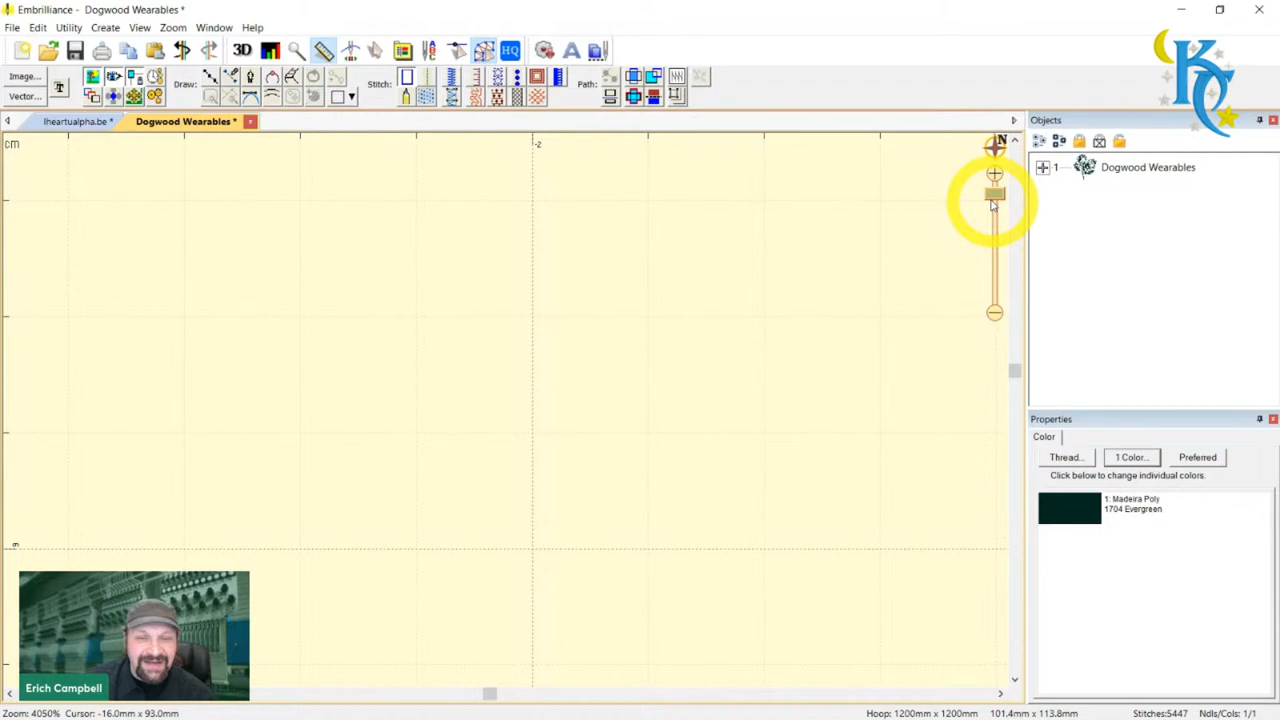 Embrilliance - Dogwood Wearables *
File Edit Utility Create View Zoom Window Help
3D HQ A
Image... Draw: Stitch: Path:
Vector...
Iheartualpha.be * Dogwood Wearables * x
Objects
cm -2
N
1 Dogwood Wearables
KC
Properties
Color
Thread... 1 Color... Preferred
Click below to change individual colors.
1: Madeira Poly
1704 Evergreen
9
Erich Campbell
Zoom: 4050% Cursor: -16.0mm x 93.0mm Hoop: 1200mm x 1200mm 101.4mm x 113.8mm Stitches:5447 Ndls/Cols: 1/1